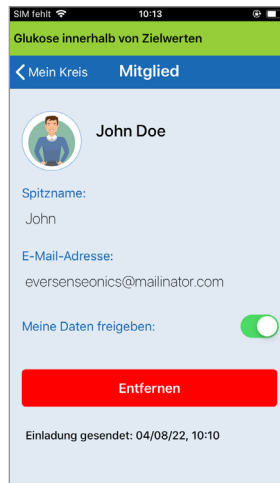 SIM fehlt 10:13
Glukose innerhalb von Zielwerten
Mein Kreis Mitglied
John Doe
Spitzname:
John
E-Mail-Adresse:
eversenseonics@mailinator.com
Meine Daten freigeben:
Entfernen
Einladung gesendet: 04/08/22, 10:10